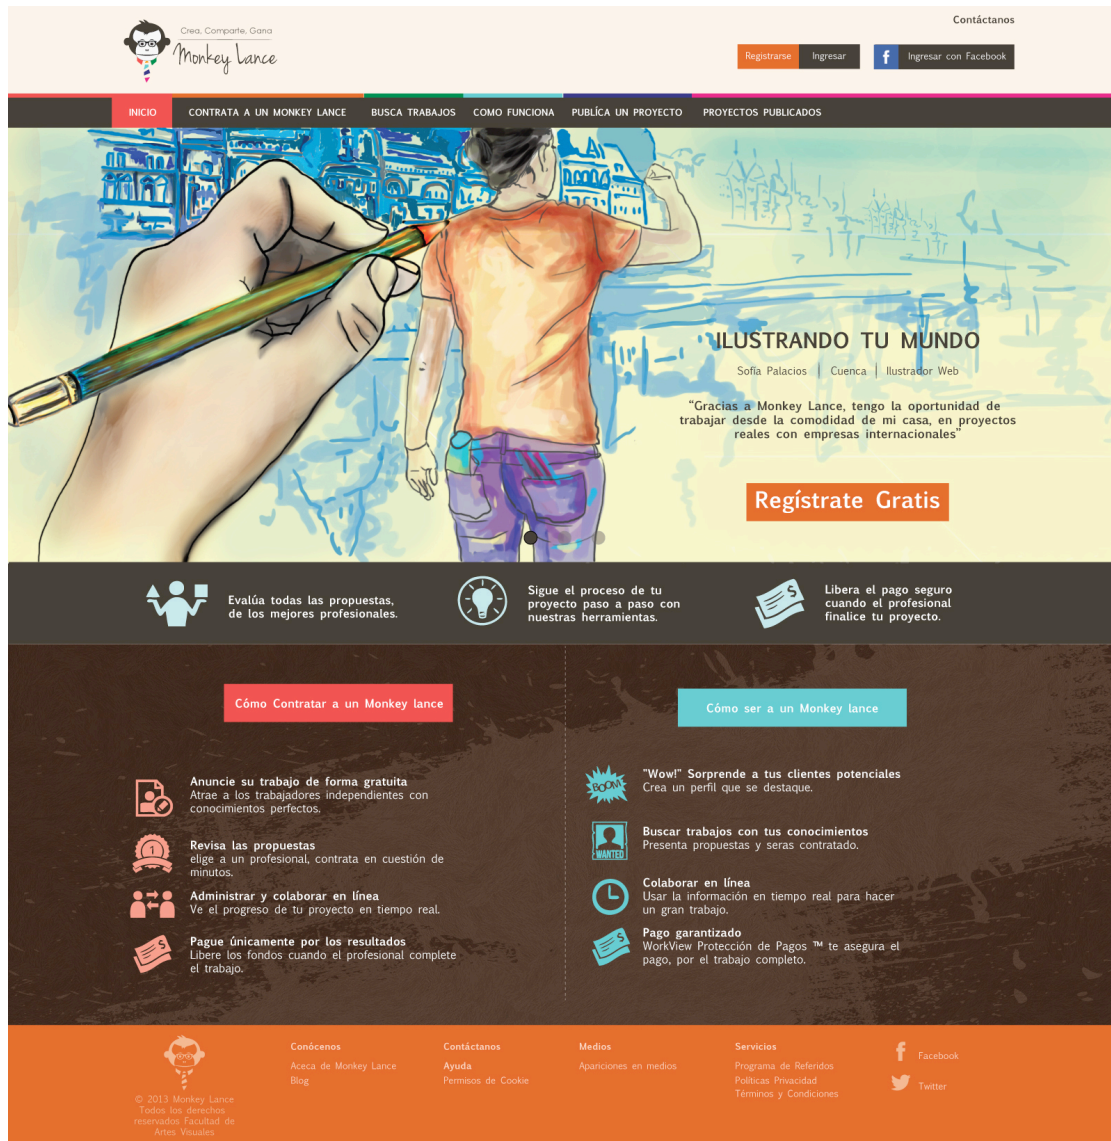 Contáctanos
Crea, Comparte, Gana
Monkey Lance
Registrarse
Ingresar
f
Ingresar con Facebook
INICIO
CONTRATA A UN MONKEY LANCE
BUSCA TRABAJOS
COMO FUNCIONA
PUBLÍCA UN PROYECTO
PROYECTOS PUBLICADOS
ILUSTRANDO TU MUNDO
Sofía Palacios | Cuenca | Ilustrador Web
“Gracias a Monkey Lance, tengo la oportunidad de
trabajar desde la comodidad de mi casa, en proyectos
reales con empresas internacionales”
Regístrate Gratis
Evalúa todas las propuestas,
de los mejores profesionales.
Sigue el proceso de tu
proyecto paso a paso con
nuestras herramientas.
$
Libera el pago seguro
cuando el profesional
finalice tu proyecto.
Cómo Contratar a un Monkey lance
Anuncie su trabajo de forma gratuita
Atrae a los trabajadores independientes con
conocimientos perfectos.
1
Revisa las propuestas
elige a un profesional, contrata en cuestión de
minutos.
Administrar y colaborar en línea
Ve el progreso de tu proyecto en tiempo real.
$
Pague únicamente por los resultados
Libere los fondos cuando el profesional complete
el trabajo.
Cómo ser a un Monkey lance
BOOM
"Wow!" Sorprende a tus clientes potenciales
Crea un perfil que se destaque.
WANTED
Buscar trabajos con tus conocimientos
Presenta propuestas y seras contratado.
Colaborar en línea
Usar la información en tiempo real para hacer
un gran trabajo.
$
Pago garantizado
WorkView Protección de Pagos ™ te asegura el
pago, por el trabajo completo.
© 2013 Monkey Lance
Todos los derechos
reservados Facultad de
Artes Visuales
Conócenos
Aceca de Monkey Lance
Blog
Contáctanos
Ayuda
Permisos de Cookie
Medios
Apariciones en medios
Servicios
Programa de Referidos
Políticas Privacidad
Términos y Condiciones
f
Facebook
Twitter